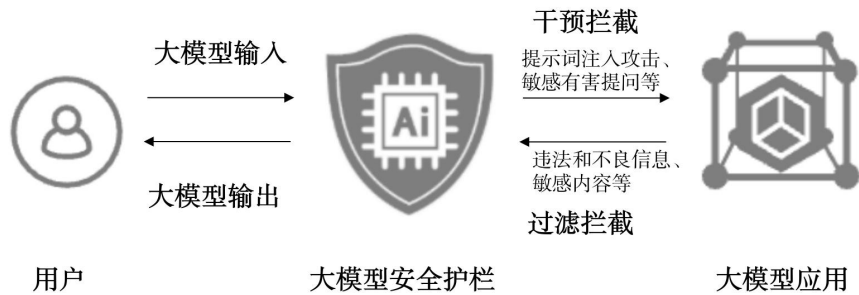 干预拦截
大模型输入
提示词注入攻击、
敏感有害提问等
Ai
违法和不良信息、
敏感内容等
大模型输出
过滤拦截
用户
大模型安全护栏
大模型应用